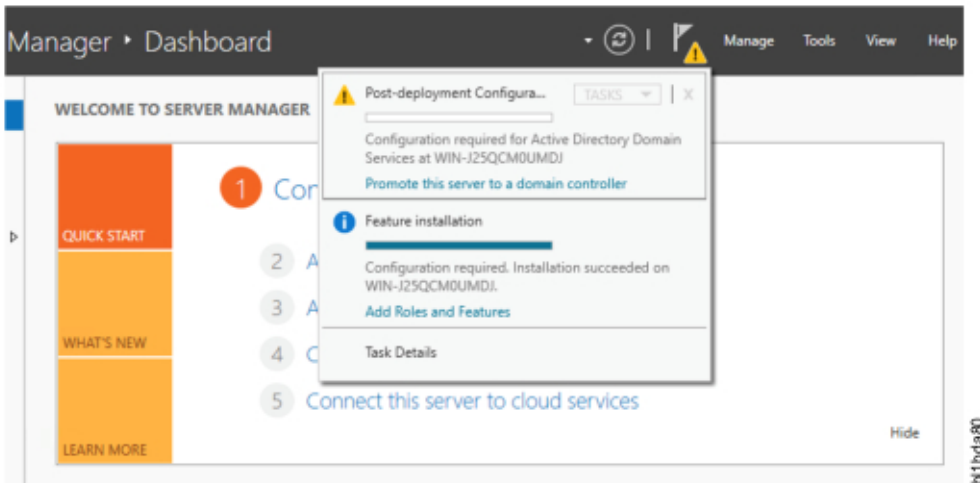 Manager ‣ Dashboard
Manage
Tools
View
Help
WELCOME TO SERVER MANAGER
Post-deployment Configura...
TASKS
X
Configuration required for Active Directory Domain
Services at WIN-J25QCM0UMDJ
Promote this server to a domain controller
Feature installation
Configuration required. Installation succeeded on
WIN-J25QCM0UMDJ.
Add Roles and Features
Task Details
QUICK START
WHAT'S NEW
LEARN MORE
1 Con
2 A
3 A
4 C
5 Connect this server to cloud services
Hide